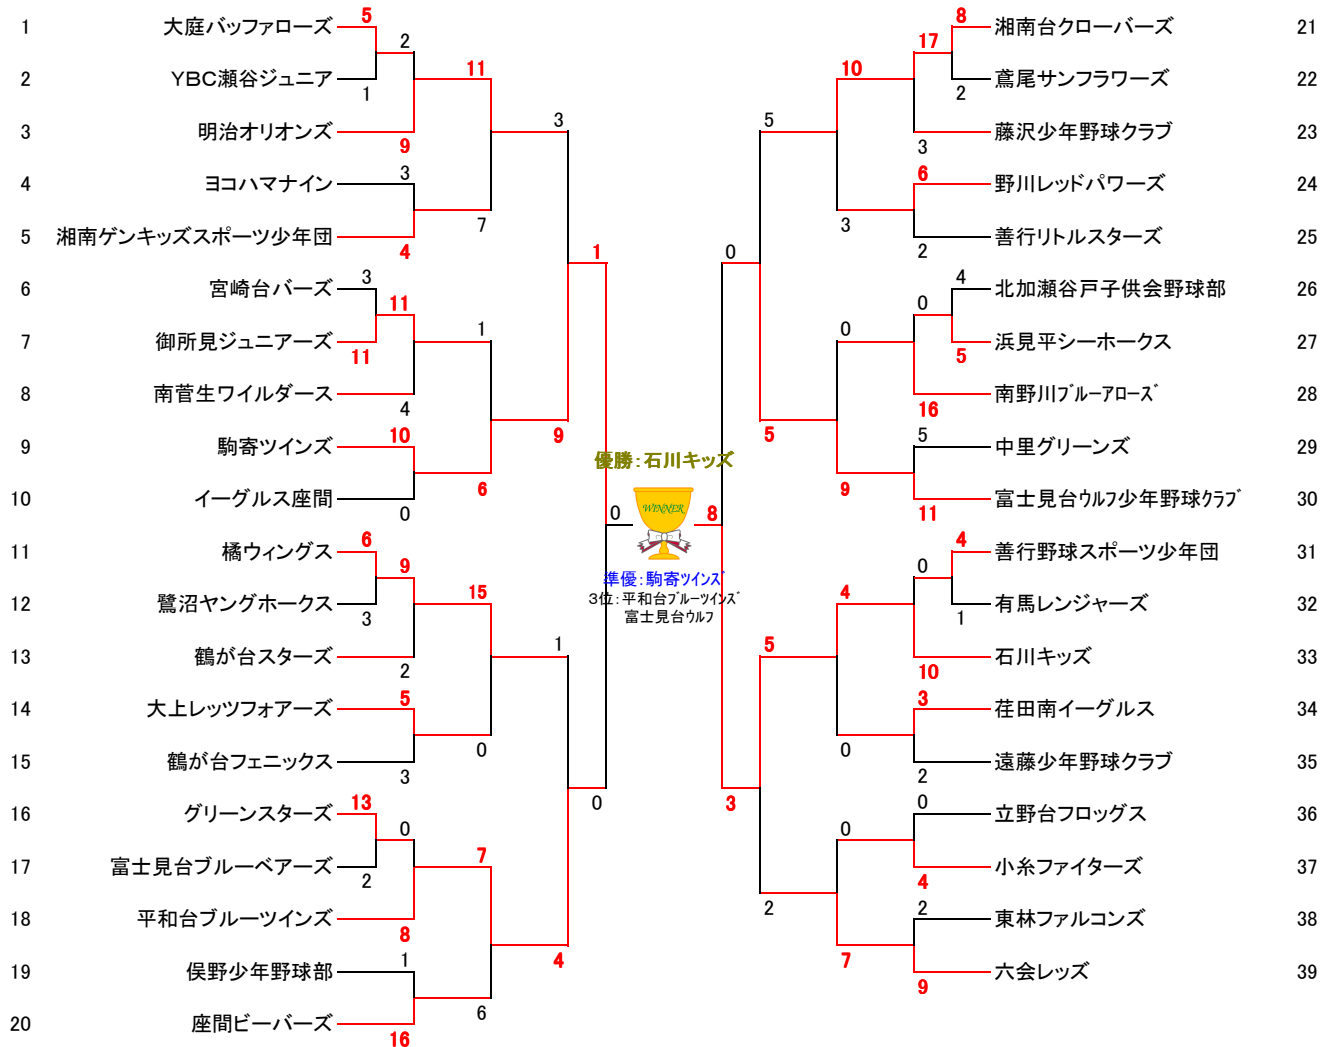 1 大庭バッファローズ 5
2
2 YBC瀬谷ジュニア 1
11
3 明治オリオンズ 9
3
4 ヨコハマナイン 3
7
5 湘南ゲンキッズスポーツ少年団 4
1
6 宮崎台バーズ 3
11
7 御所見ジュニアーズ 11
1
8 南菅生ワイルダース 4
9
9 駒寄ツインズ 10
6
10 イーグルス座間 0
0
11 橘ウィングス 6
9
12 鷺沼ヤングホークス 3
15
13 鶴が台スターズ 2
1
14 大上レッツフォアーズ 5
0
15 鶴が台フェニックス 3
0
16 グリーンスターズ 13
0
17 富士見台ブルーベアーズ 2
7
18 平和台ブルーツインズ 8
4
19 俣野少年野球部 1
6
20 座間ビーバーズ 16
優勝:石川キッズ
WINNER
準優:駒寄ツインズ
3位:平和台ブルーツインズ
富士見台ウルフ
8 湘南台クローバーズ 21
17
2 鳶尾サンフラワーズ 22
10
3 藤沢少年野球クラブ 23
5
6 野川レッドパワーズ 24
3
2 善行リトルスターズ 25
0
4 北加瀬谷戸子供会野球部 26
0
5 浜見平シーホークス 27
0
16 南野川ブルーアローズ 28
5
5 中里グリーンズ 29
9
11 富士見台ウルフ少年野球クラブ 30
8
4 善行野球スポーツ少年団 31
0
1 有馬レンジャーズ 32
4
10 石川キッズ 33
5
3 荏田南イーグルス 34
0
2 遠藤少年野球クラブ 35
3
0 立野台フロッグス 36
0
4 小糸ファイターズ 37
2
2 東林ファルコンズ 38
7
9 六会レッズ 39